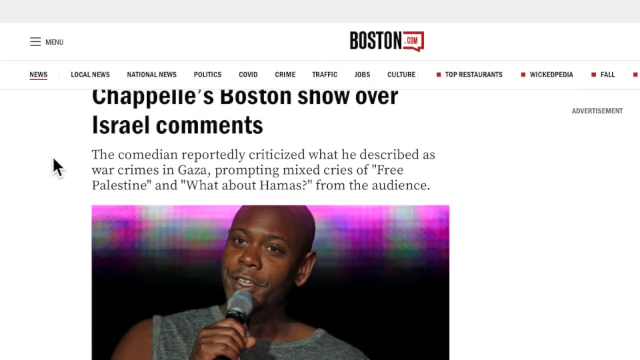 MENU
BOSTON.COM
NEWS LOCAL NEWS NATIONAL NEWS POLITICS COVID CRIME TRAFFIC JOBS CULTURE TOP RESTAURANTS WICKEDPEDIA FALL
Chappelle's Boston show over
Israel comments
ADVERTISEMENT
The comedian reportedly criticized what he described as
war crimes in Gaza, prompting mixed cries of "Free
Palestine" and "What about Hamas?" from the audience.